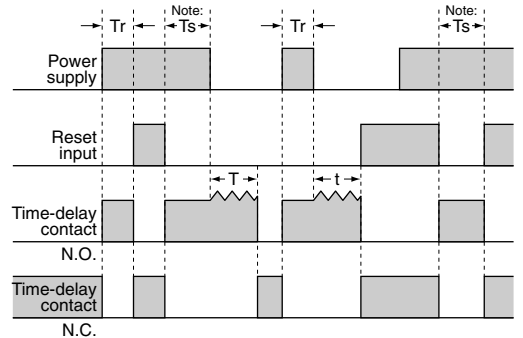 Note:
Note:
Tr
Ts
Tr
Ts
Power
supply
Reset
input
T
t
Time-delay
contact
N.O.
Time-delay
contact
N.C.